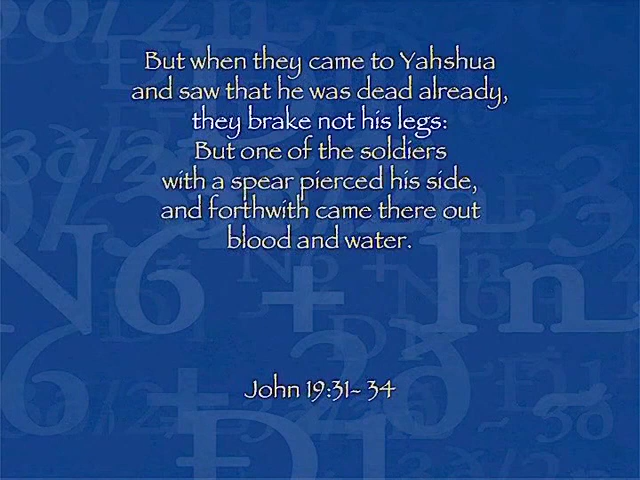 But when they came to Yahshua
and saw that he was dead already,
they brake not his legs:
But one of the soldiers
with a spear pierced his side,
and forthwith came there out
blood and water.
John 19:31- 34